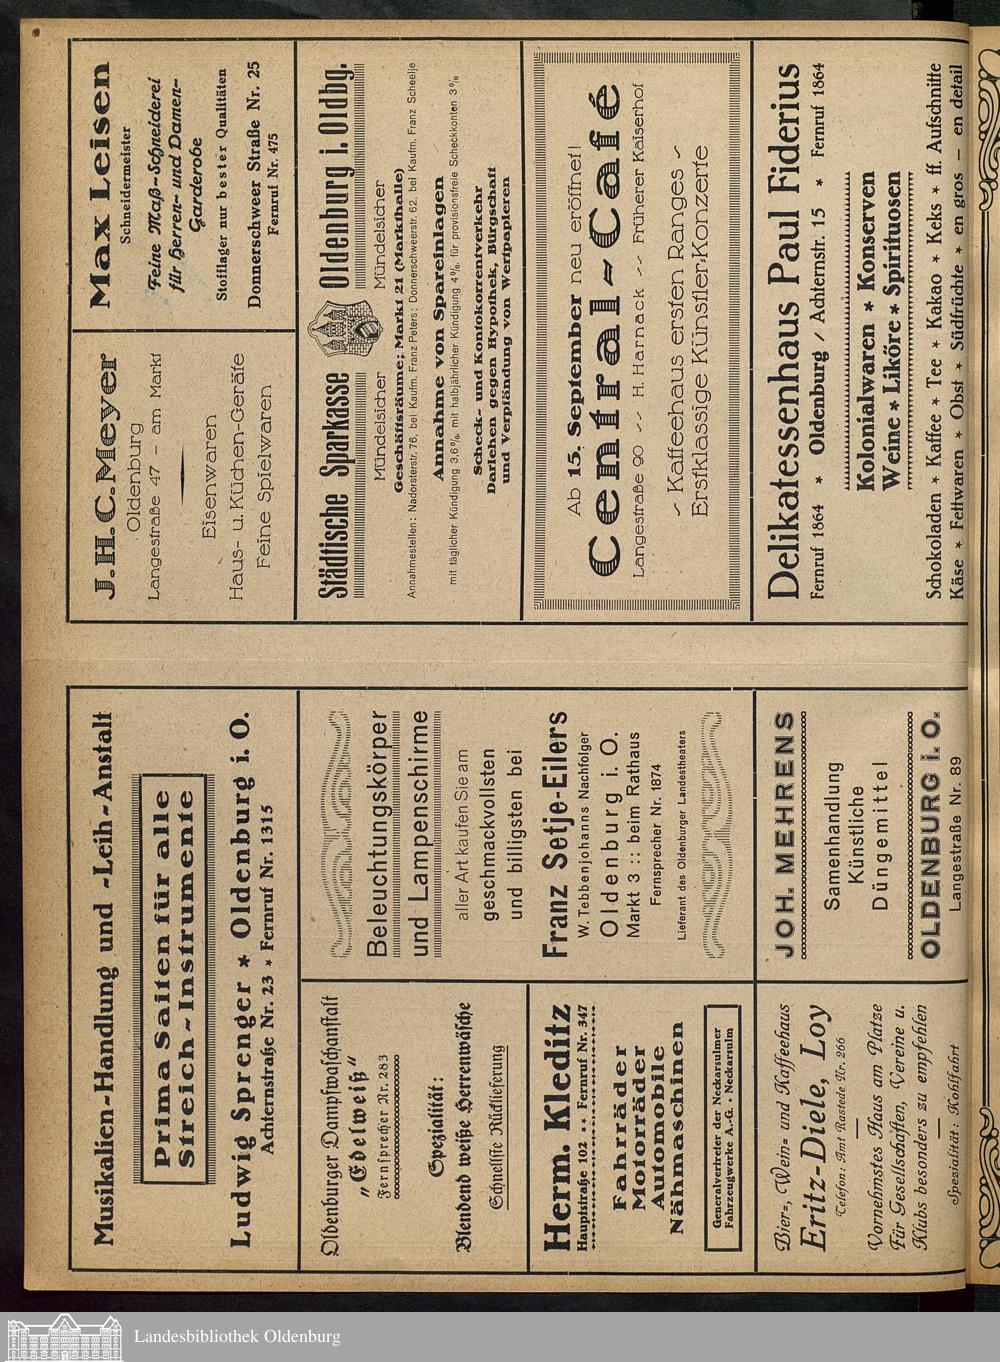 Musikalien-Handlung und -Leih-Anstalt
Prima Saiten für alle
Streich-Instrumente
Ludwig Sprenger * Oldenburg i. O.
Achternstraße Nr. 23 * Fernruf Nr. 1315
Oldenburger Dampfwaschanstalt
„Edelweiß“
Fernsprecher Nr. 283
Spezialität:
Blendend weiße Herrenwäsche
Schnellste Rücklieferung
Beleuchtungskörper
und Lampenschirme
aller Art kaufen Sie am
geschmackvollsten
und billigsten bei
Franz Setje-Eilers
W. Tebbenjohanns Nachfolger
Oldenburg i. O.
Markt 3 :: beim Rathaus
Fernsprecher Nr. 1874
Lieferant des Oldenburger Landestheaters
Herm. Kleditz
Hauptstraße 102 ** Fernruf Nr. 347
Fahrräder
Motorräder
Automobile
Nähmaschinen
Generalvertreter der Neckarsulmer
Fahrzeugwerke A.-G. • Neckarsulm
Bier-, Wein- und Kaffeehaus
Eritz-Diele, Loy
Telefon: Amt Rastede Nr. 266
Vornehmstes Haus am Platze
Für Gesellschaften, Vereine u.
Klubs besonders zu empfehlen
Spezialität: Kohlfahrt
JOH. MEHRENS
Samenhandlung
Künstliche
Düngemittel
OLDENBURG i. O.
Langestraße Nr. 89
J. H. C. Meyer
Oldenburg
Langestraße 47 – am Markt
Eisenwaren
Haus- u. Küchen-Geräte
Feine Spielwaren
Max Leisen
Schneidermeister
Feine Maß-Schneiderei
für Herren- und Damen-
Garderobe
Stofflager nur bester Qualitäten
Donnerschweer Straße Nr. 25
Fernruf Nr. 475
Städtische Sparkasse Oldenburg i. Oldbg.
Mündelsicher Mündelsicher
Geschäftsräume; Markt 21 (Markthalle)
Annahmestellen: Nadorsterstr. 76, bei Kaufm. Franz Peters; Donnerschweerstr. 62. bei Kaufm. Franz Scheelje
Annahme von Spareinlagen
mit täglicher Kündigung 3,6%, mit halbjährlicher Kündigung 4%, für provisionsfreie Scheckkonten 3%
Scheck- und Kontokorrentverkehr
Darlehen gegen Hypothek, Bürgschaft
und Verpfändung von Wertpapieren
Ab 15. September neu eröffnet!
Central-Café
Langestraße 90 ~ H. Harnack ~ Früherer Kaiserhof
~ Kaffeehaus ersten Ranges ~
Erstklassige Künstler-Konzerte
Delikatessenhaus Paul Fiderius
Fernruf 1864 * Oldenburg / Achternstr. 15 * Fernruf 1864
Kolonialwaren * Konserven
Weine * Liköre * Spirituosen
Schokoladen * Kaffee * Tee * Kakao * Keks * ff. Aufschnitte
Käse * Fettwaren * Obst * Südfrüchte * en gros — en detail
Landesbibliothek Oldenburg